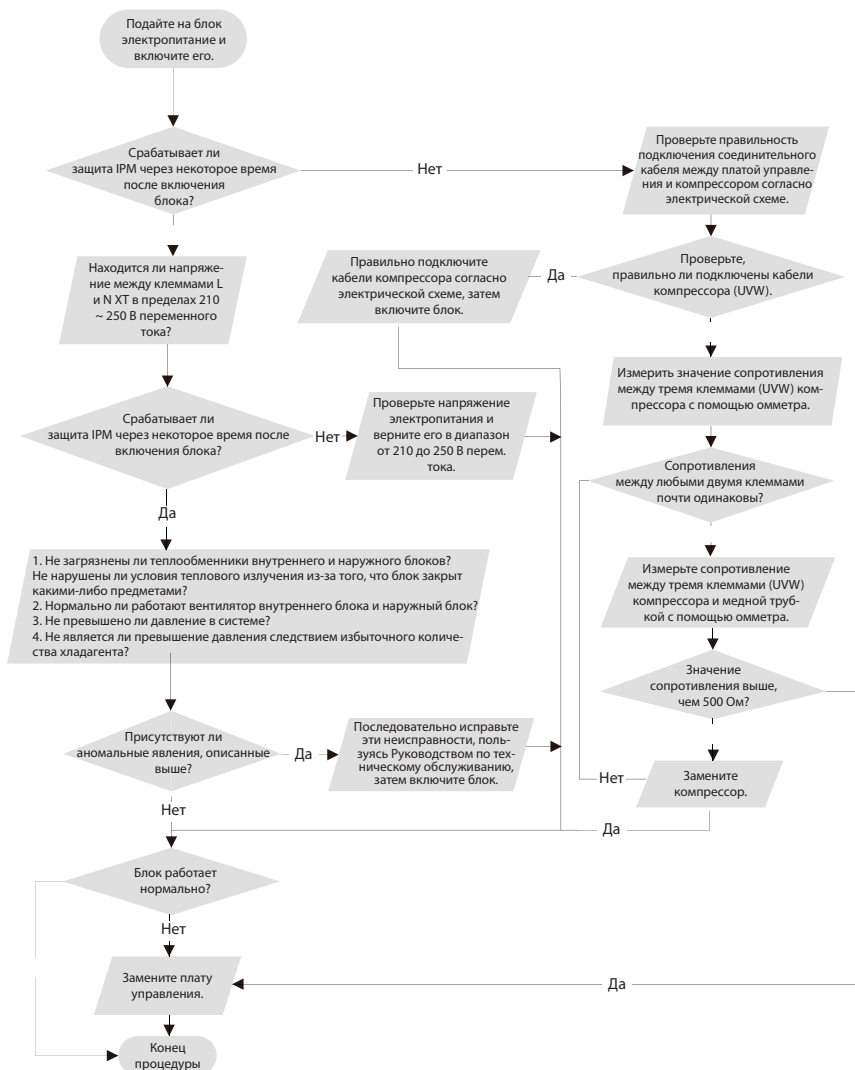 Подайте на блок
электропитание и
включите его.
Срабатывает ли
защита IPM через некоторое время
после включения
блока?
Нет
Проверьте правильность
подключения соединительного
кабеля между платой управле-
ния и компрессором согласно
электрической схеме.
Находится ли напряже-
ние между клеммами L
и N XT в пределах 210
~ 250 В переменного
тока?
Правильно подключите
кабели компрессора согласно
электрической схеме, затем
включите блок.
Да
Проверьте,
правильно ли подключены кабели
компрессора (UVW).
Измерить значение сопротивления
между тремя клеммами (UVW) ком-
прессора с помощью омметра.
Срабатывает ли
защита IPM через некоторое время после
включения блока?
Нет
Проверьте напряжение
электропитания и
верните его в диапазон
от 210 до 250 В перем.
тока.
Сопротивления
между любыми двумя клеммами
почти одинаковы?
Да
1. Не загрязнены ли теплообменники внутреннего и наружного блоков?
Не нарушены ли условия теплового излучения из-за того, что блок закрыт
какими-либо предметами?
2. Нормально ли работают вентилятор внутреннего блока и наружный блок?
3. Не превышено ли давление в системе?
4. Не является ли превышение давления следствием избыточного количе-
ства хладагента?
Измерьте сопротивление
между тремя клеммами (UVW)
компрессора и медной труб-
кой с помощью омметра.
Значение
сопротивления выше,
чем 500 Ом?
Присутствуют ли
аномальные явления, описанные
выше?
Да
Последовательно исправьте
эти неисправности, поль-
зуясь Руководством по тех-
ническому обслуживанию,
затем включите блок.
Нет
Замените
компрессор.
Нет
Да
Блок работает
нормально?
Нет
Замените плату
управления.
Да
Конец
процедуры